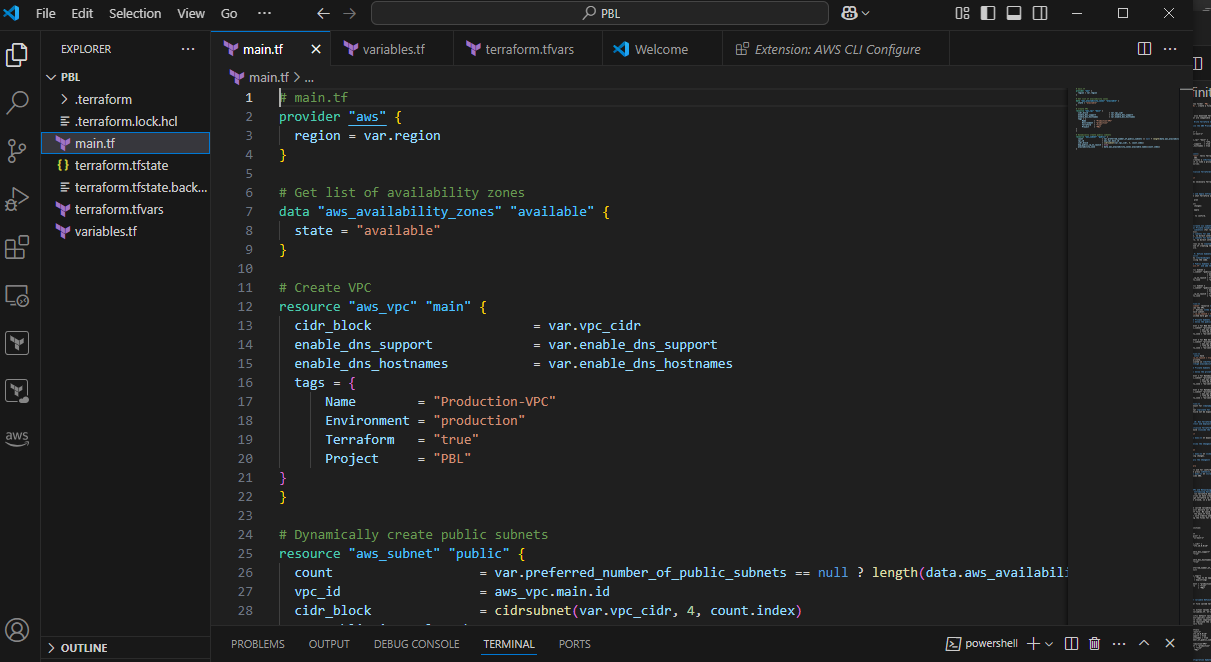 File Edit Selection View Go ··· PBL
EXPLORER ···
PBL
.terraform
.terraform.lock.hcl
main.tf
terraform.tfstate
terraform.tfstate.back...
terraform.tfvars
variables.tf
OUTLINE
aws
main.tf variables.tf terraform.tfvars Welcome Extension: AWS CLI Configure
main.tf > ...
1 # main.tf
2 provider "aws" {
3 region = var.region
4 }
5
6 # Get list of availability zones
7 data "aws_availability_zones" "available" {
8 state = "available"
9 }
10
11 # Create VPC
12 resource "aws_vpc" "main" {
13 cidr_block = var.vpc_cidr
14 enable_dns_support = var.enable_dns_support
15 enable_dns_hostnames = var.enable_dns_hostnames
16 tags = {
17 Name = "Production-VPC"
18 Environment = "production"
19 Terraform = "true"
20 Project = "PBL"
21 }
22 }
23
24 # Dynamically create public subnets
25 resource "aws_subnet" "public" {
26 count = var.preferred_number_of_public_subnets == null ? length(data.aws_availabili
27 vpc_id = aws_vpc.main.id
28 cidr_block = cidrsubnet(var.vpc_cidr, 4, count.index)
PROBLEMS OUTPUT DEBUG CONSOLE TERMINAL PORTS powershell